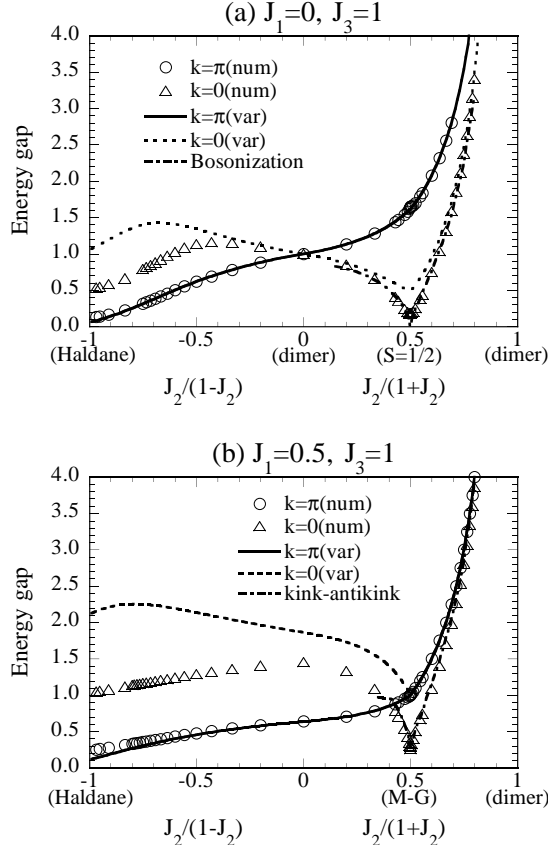 (a) J₁=0, J₃=1
Energy gap
4.0
3.5
3.0
2.5
2.0
1.5
1.0
0.5
0.0
k=π(num)
k=0(num)
k=π(var)
k=0(var)
Bosonization
-1 -0.5 0 0.5 1
(Haldane) (dimer) (S=1/2) (dimer)
J₂/(1-J₂) J₂/(1+J₂)
(b) J₁=0.5, J₃=1
Energy gap
4.0
3.5
3.0
2.5
2.0
1.5
1.0
0.5
0.0
k=π(num)
k=0(num)
k=π(var)
k=0(var)
kink-antikink
-1 -0.5 0 0.5 1
(Haldane) (M-G) (dimer)
J₂/(1-J₂) J₂/(1+J₂)